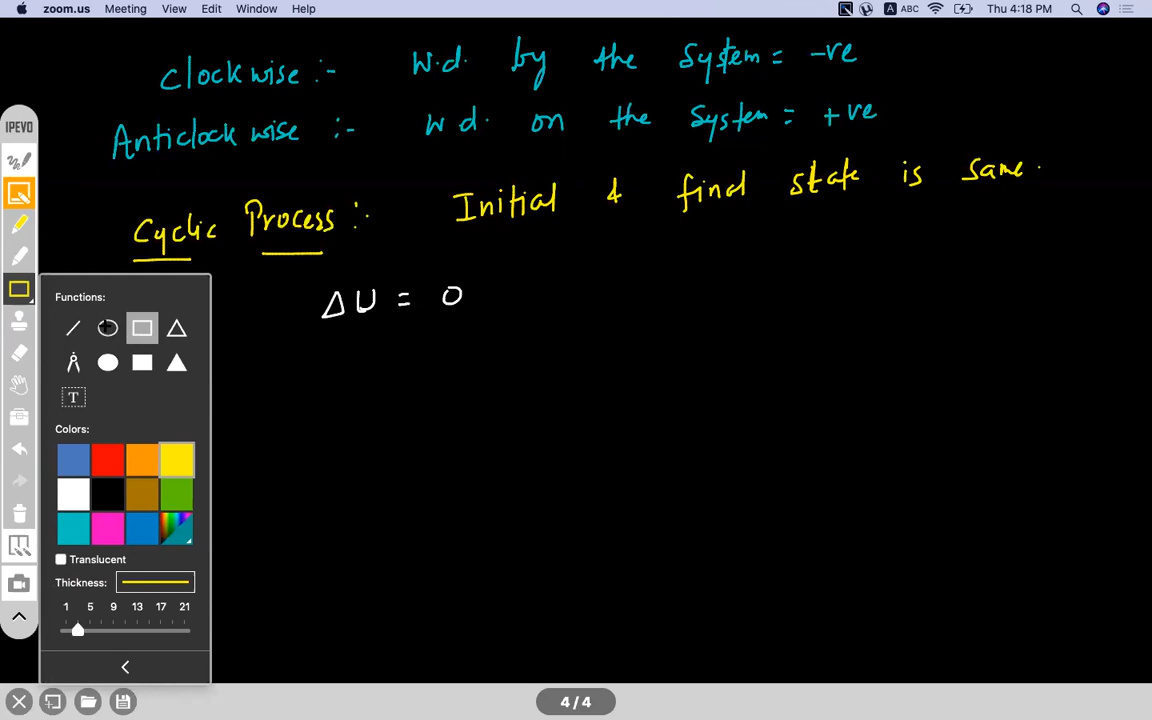 zoom.us Meeting View Edit Window Help ABC Thu 4:18 PM
Clockwise :- W.d. by the System = -ve
Anticlockwise :- W d. on the System = +ve
Cyclic Process :- Initial & final state is same.
ΔU = 0
IPEVO
Functions:
T
Colors:
Translucent
Thickness:
1 5 9 13 17 21
4 / 4